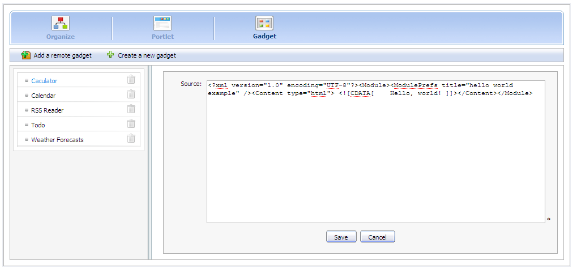 Organize Portlet Gadget
Add a remote gadget Create a new gadget
Caculator
Calendar
RSS Reader
Todo
Weather Forecasts
Source:
<?xml version="1.0" encoding="UTF-8"?><Module><ModulePrefs title="hello world
example" /><Content type="html"> <![CDATA[ Hello, world! ]]></Content></Module>
Save Cancel